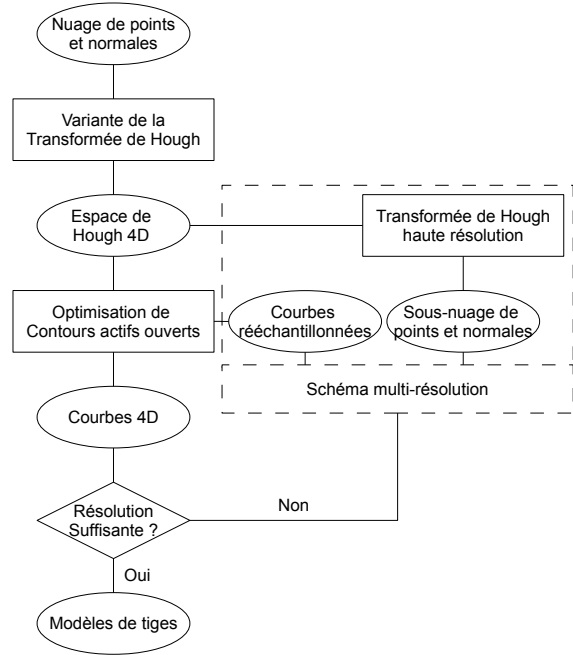 Nuage de points
et normales
Variante de la
Transformée de Hough
Espace de
Hough 4D
Transformée de Hough
haute résolution
Optimisation de
Contours actifs ouverts
Courbes
rééchantillonnées
Sous-nuage de
points et normales
Schéma multi-résolution
Courbes 4D
Résolution
Suffisante ?
Non
Oui
Modèles de tiges